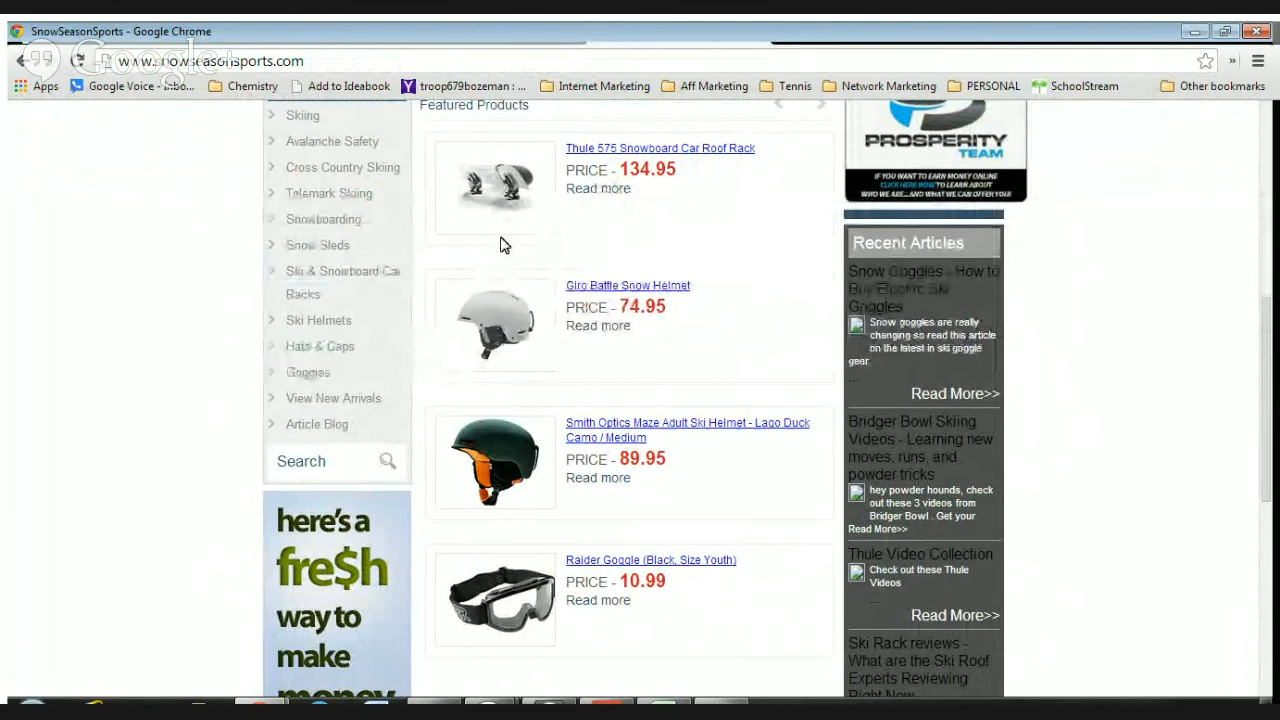 SnowSeasonSports - Google Chrome
Google+
www.snowseasonsports.com
Apps
Google Voice - Inbo...
Chemistry
Add to Ideabook
troop679bozeman : ...
Internet Marketing
Aff Marketing
Tennis
Network Marketing
PERSONAL
SchoolStream
Other bookmarks
Skiing
Avalanche Safety
Cross Country Skiing
Telemark Skiing
Snowboarding...
Snow Sleds
Ski & Snowboard Car
Racks
Ski Helmets
Hats & Caps
Goggles
View New Arrivals
Article Blog
Search
here's a
fre$h
way to
make
money
Featured Products
Thule 575 Snowboard Car Roof Rack
PRICE - 134.95
Read more
Giro Battle Snow Helmet
PRICE - 74.95
Read more
Smith Optics Maze Adult Ski Helmet - Lago Duck
Camo / Medium
PRICE - 89.95
Read more
Raider Goggle (Black, Size Youth)
PRICE - 10.99
Read more
PROSPERITY
TEAM
IF YOU WANT TO EARN MONEY ONLINE
CLICK HERE NOW TO LEARN ABOUT
WHO WE ARE...AND WHAT WE CAN OFFER YOU!
Recent Articles
Snow Goggles - How to
Buy Electric Ski
Goggles
Snow goggles are really
changing so read this article
on the latest in ski goggle
gear.
...
Read More>>
Bridger Bowl Skiing
Videos - Learning new
moves, runs, and
powder tricks
hey powder hounds, check
out these 3 videos from
Bridger Bowl . Get your
Read More>>
Thule Video Collection
Check out these Thule
Videos
...
Read More>>
Ski Rack reviews -
What are the Ski Roof
Experts Reviewing
Right Now